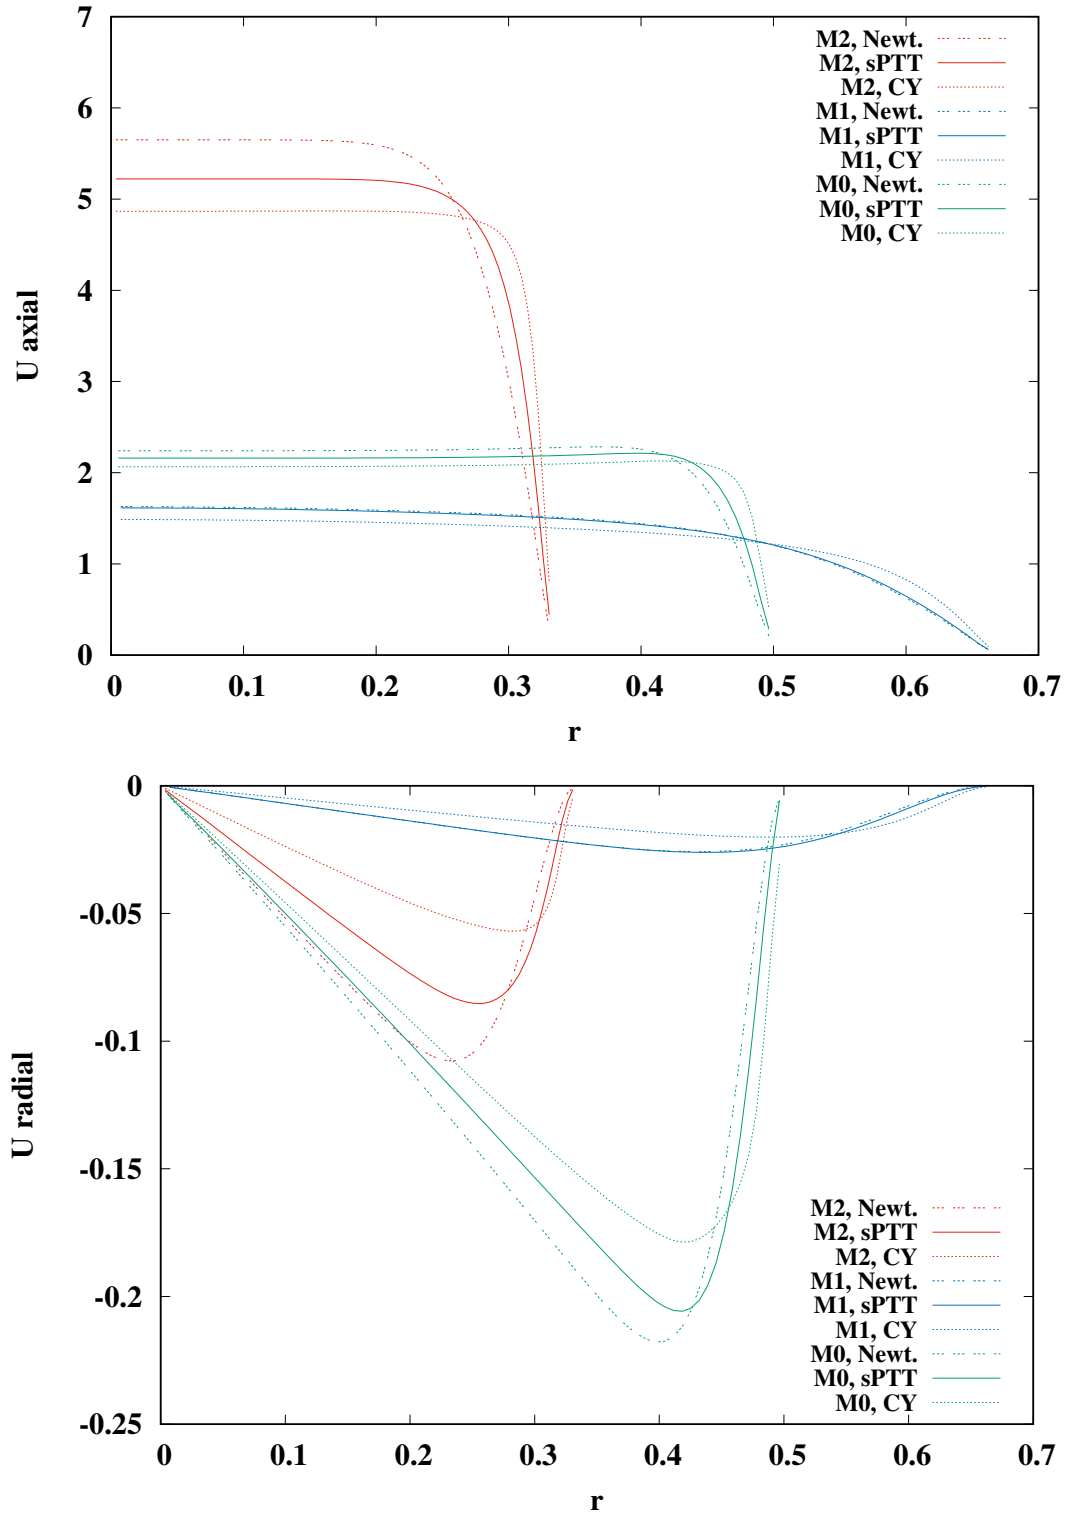 7
6
5
4
3
2
1
0
U axial
M2, Newt.
M2, sPTT
M2, CY
M1, Newt.
M1, sPTT
M1, CY
M0, Newt.
M0, sPTT
M0, CY
0 0.1 0.2 0.3 0.4 0.5 0.6 0.7
r
0
-0.05
-0.1
-0.15
-0.2
-0.25
U radial
M2, Newt.
M2, sPTT
M2, CY
M1, Newt.
M1, sPTT
M1, CY
M0, Newt.
M0, sPTT
M0, CY
0 0.1 0.2 0.3 0.4 0.5 0.6 0.7
r